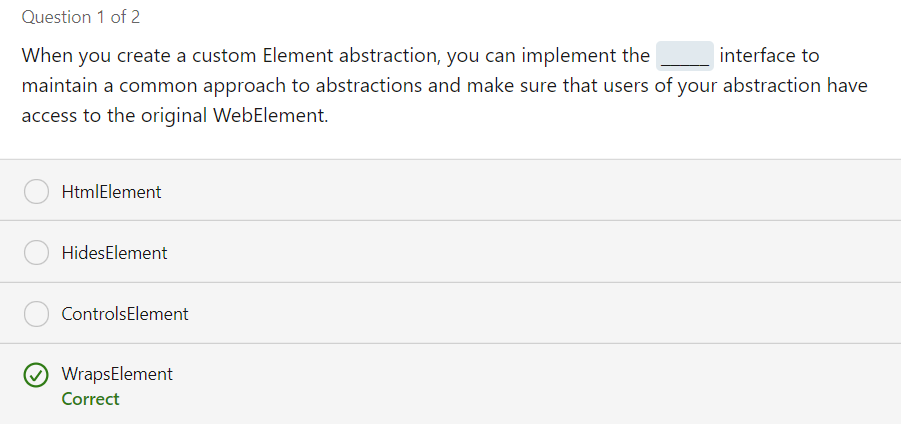 Question 1 of 2
When you create a custom Element abstraction, you can implement the _____ interface to
maintain a common approach to abstractions and make sure that users of your abstraction have
access to the original WebElement.
HtmlElement
HidesElement
ControlsElement
WrapsElement
Correct